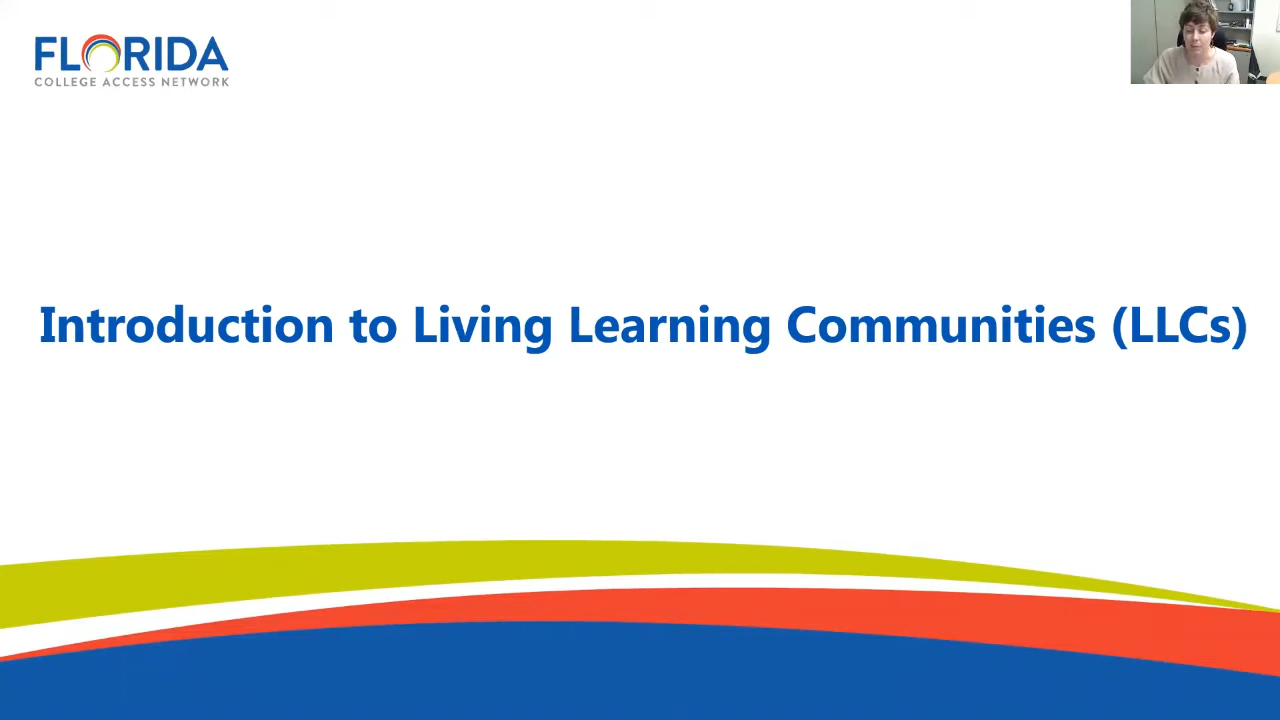 FLORIDA
COLLEGE ACCESS NETWORK
Introduction to Living Learning Communities (LLCs)